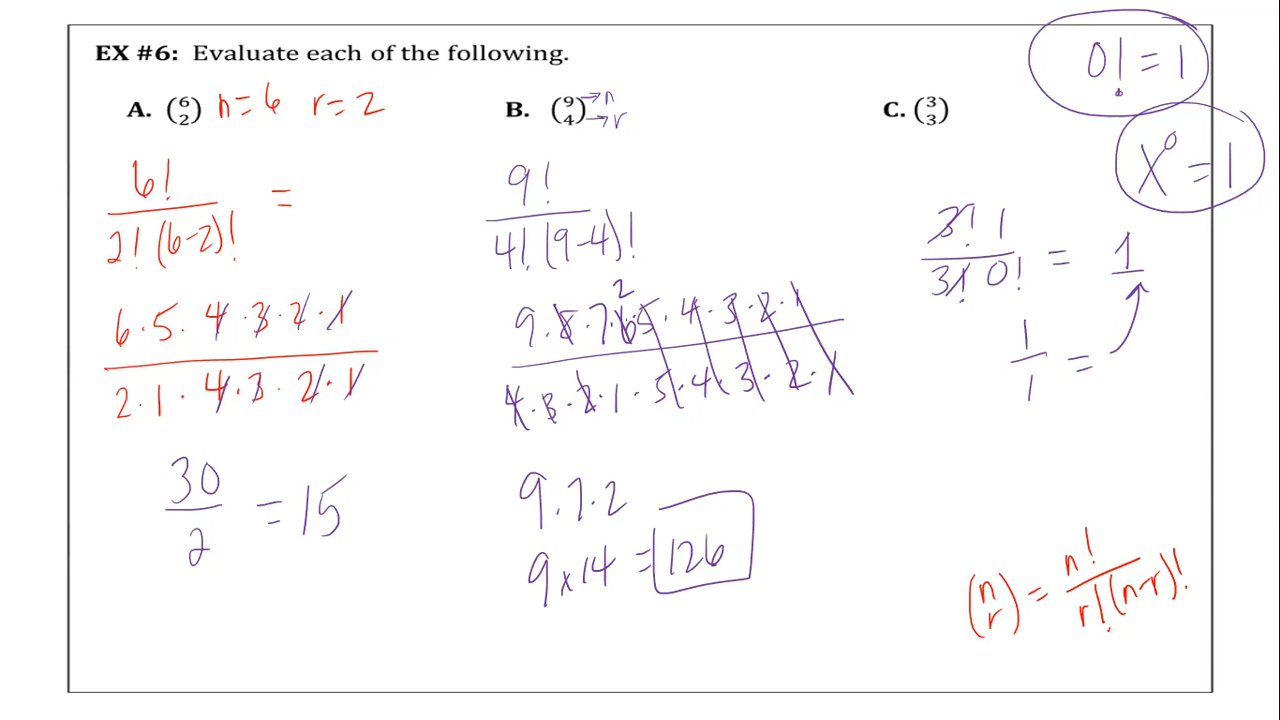 EX #6: Evaluate each of the following.
0! = 1
x⁰ = 1
A. (6 2) n = 6 r = 2
6!
2!(6-2)!
=
6·5·4·3·2·1
2·1·4·3·2·1
30
2
= 15
B. (9 4) → n → r
9!
4!(9-4)!
2
9·8·7·6·5·4·3·2·1
4·3·2·1·5·4·3·2·1
9·7·2
9×14 = 126
C. (3 3)
3! 1
3! 0!
= 1
1
1
=
(n r) = n!
r!(n-r)!